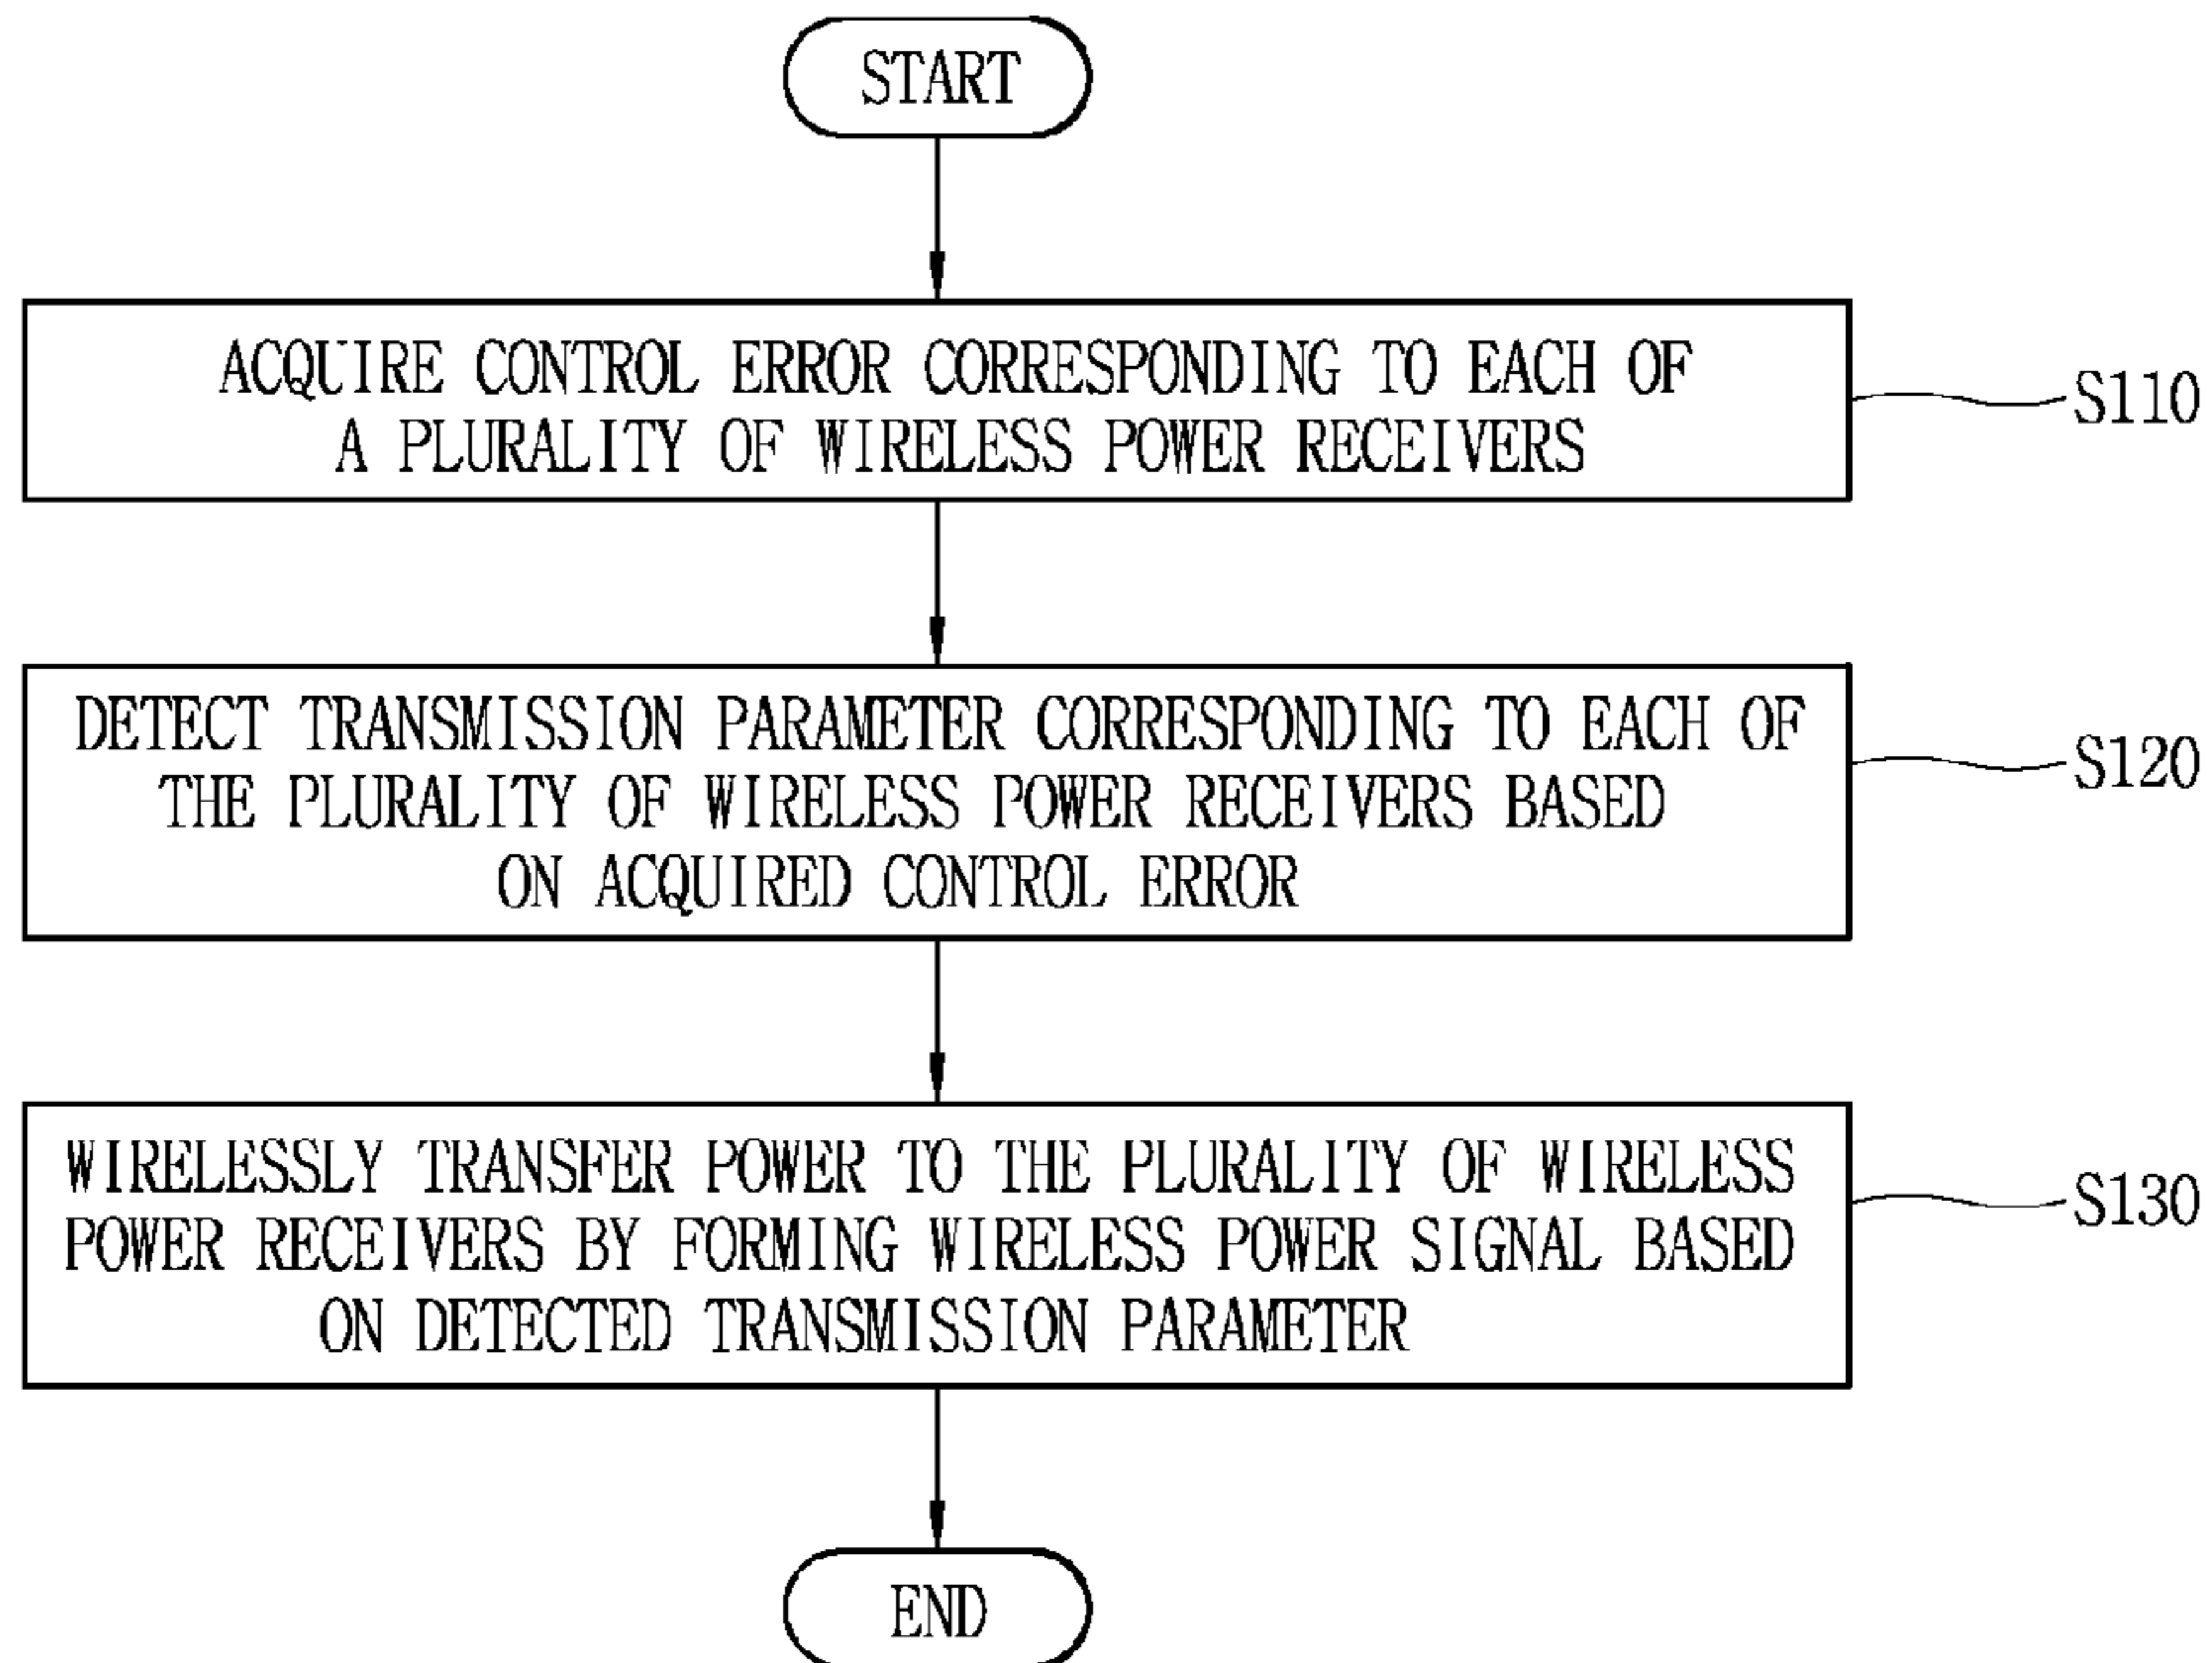 START
ACQUIRE CONTROL ERROR CORRESPONDING TO EACH OF
A PLURALITY OF WIRELESS POWER RECEIVERS
S110
DETECT TRANSMISSION PARAMETER CORRESPONDING TO EACH OF
THE PLURALITY OF WIRELESS POWER RECEIVERS BASED
ON ACQUIRED CONTROL ERROR
S120
WIRELESSLY TRANSFER POWER TO THE PLURALITY OF WIRELESS
POWER RECEIVERS BY FORMING WIRELESS POWER SIGNAL BASED
ON DETECTED TRANSMISSION PARAMETER
S130
END